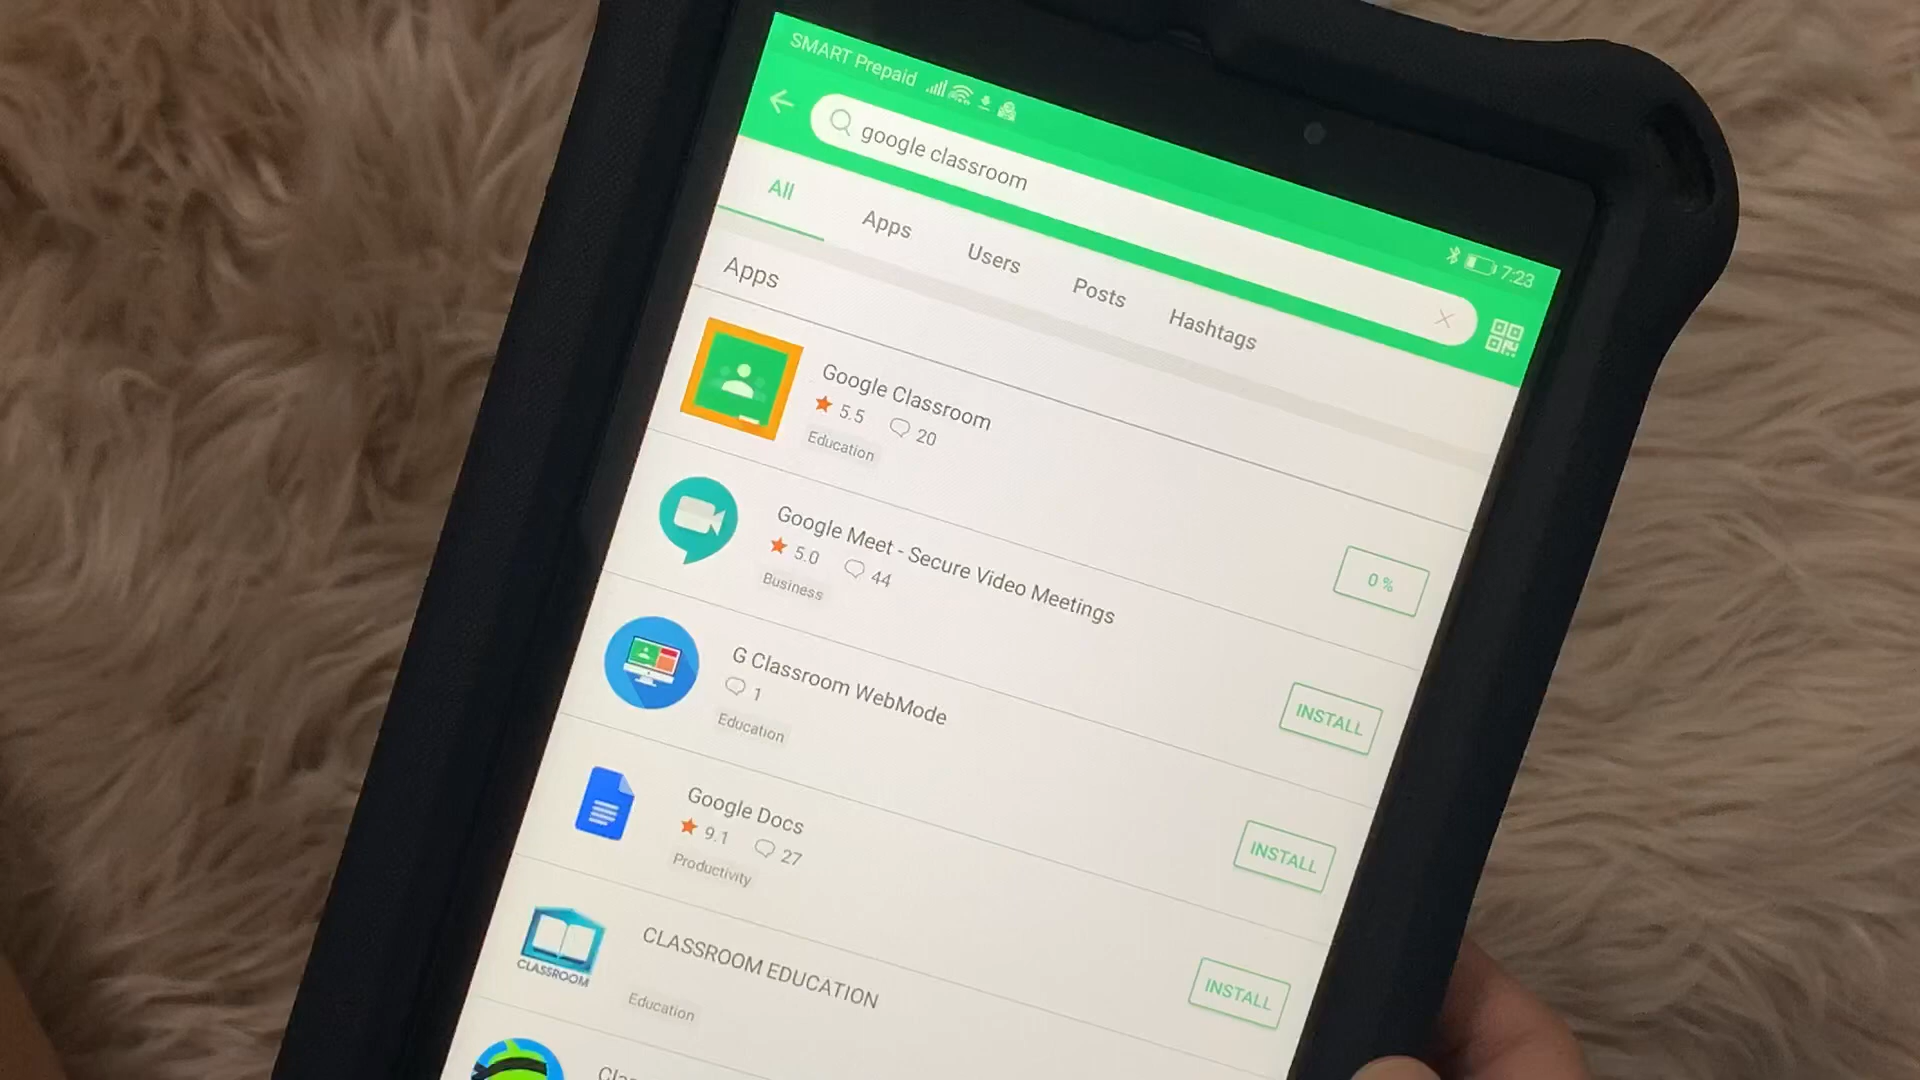 SMART Prepaid
7:23
google classroom
All
Apps
Users
Posts
Hashtags
Apps
Google Classroom
5.5
20
Education
0 %
Google Meet - Secure Video Meetings
5.0
44
Business
INSTALL
G Classroom WebMode
1
Education
INSTALL
Google Docs
9.1
27
Productivity
INSTALL
CLASSROOM
CLASSROOM EDUCATION
Education